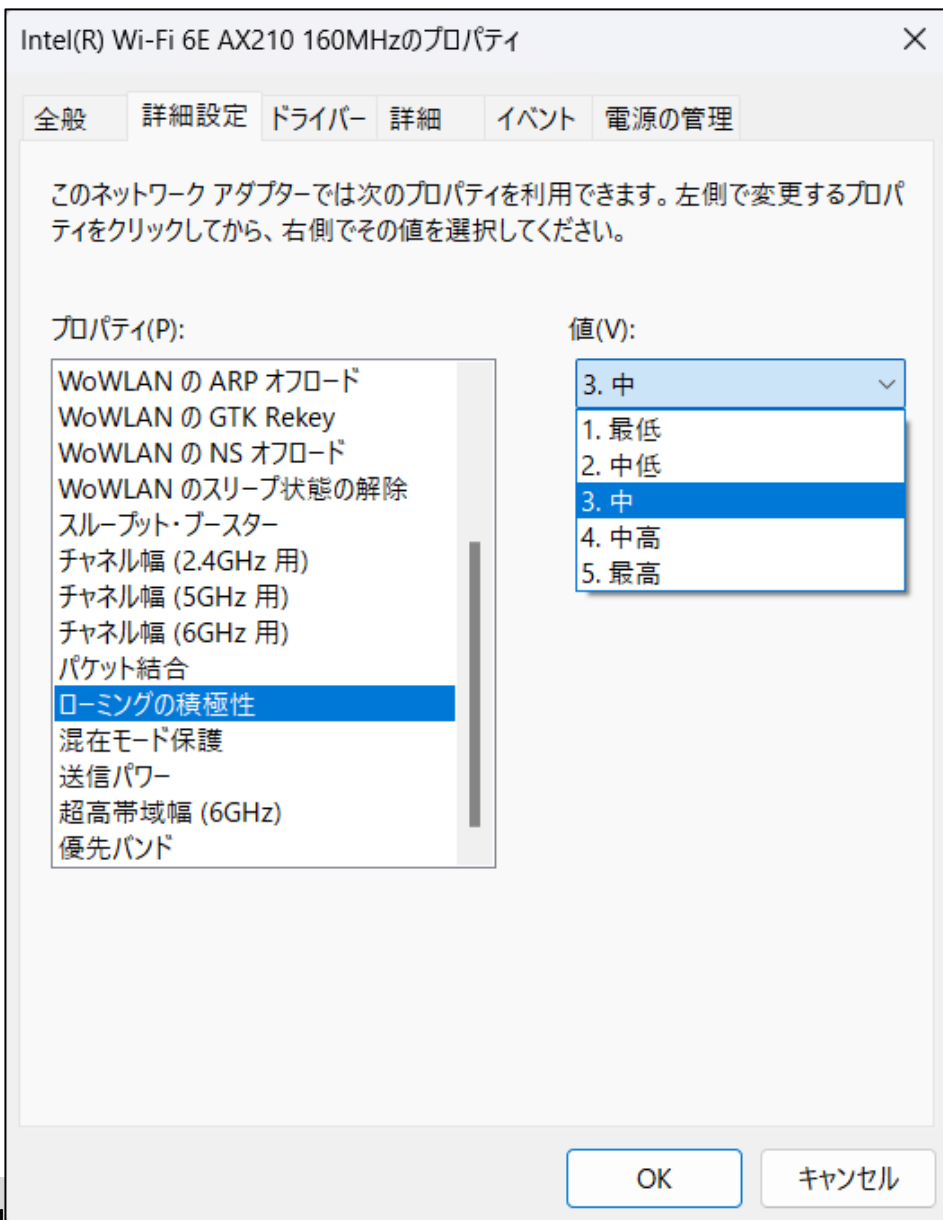 Intel(R) Wi-Fi 6E AX210 160MHzのプロパティ
全般 詳細設定 ドライバー 詳細 イベント 電源の管理
このネットワーク アダプターでは次のプロパティを利用できます。左側で変更するプロパ
ティをクリックしてから、右側でその値を選択してください。
プロパティ(P):
WoWLAN の ARP オフロード
WoWLAN の GTK Rekey
WoWLAN の NS オフロード
WoWLAN のスリープ状態の解除
スループット・ブースター
チャネル幅 (2.4GHz 用)
チャネル幅 (5GHz 用)
チャネル幅 (6GHz 用)
パケット結合
ローミングの積極性
混在モード保護
送信パワー
超高帯域幅 (6GHz)
優先バンド
値(V):
3. 中
1. 最低
2. 中低
3. 中
4. 中高
5. 最高
OK キャンセル